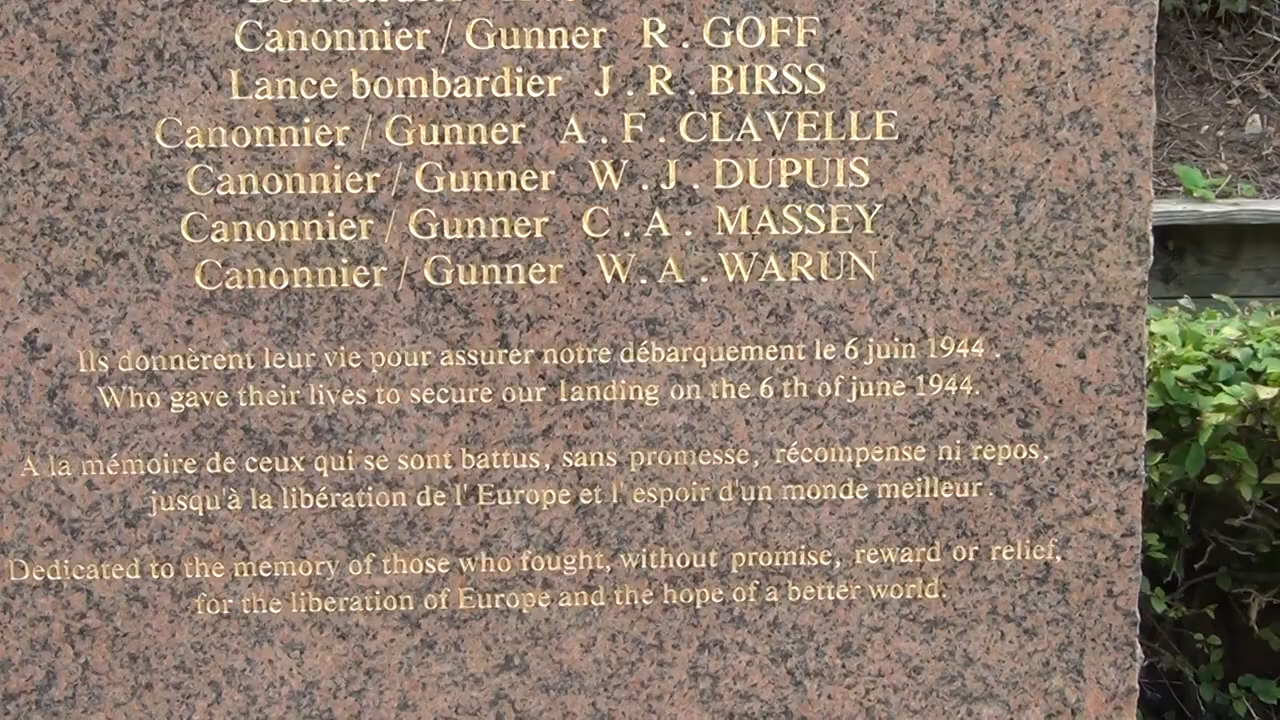 Canonnier / Gunner R . GOFF
Lance bombardier J . R . BIRSS
Canonnier / Gunner A . F . CLAVELLE
Canonnier / Gunner W . J . DUPUIS
Canonnier / Gunner C . A . MASSEY
Canonnier / Gunner W . A . WARUN
Ils donnèrent leur vie pour assurer notre débarquement le 6 juin 1944 .
Who gave their lives to secure our landing on the 6 th of june 1944.
A la mémoire de ceux qui se sont battus, sans promesse, récompense ni repos,
jusqu'à la libération de l' Europe et l' espoir d'un monde meilleur .
Dedicated to the memory of those who fought, without promise, reward or relief,
for the liberation of Europe and the hope of a better world.